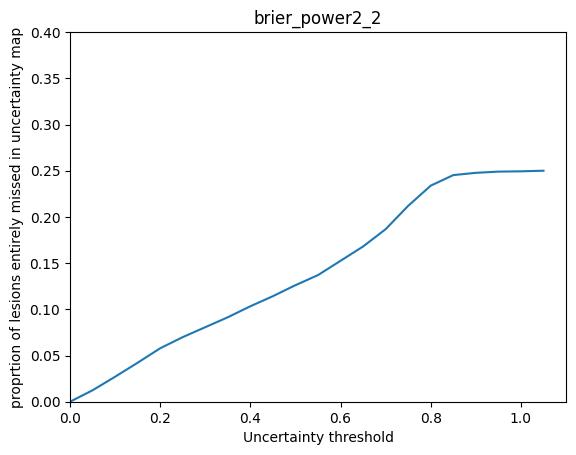 brier_power2_2
proprtion of lesions entirely missed in uncertainty map
0.40
0.35
0.30
0.25
0.20
0.15
0.10
0.05
0.00
0.0 0.2 0.4 0.6 0.8 1.0
Uncertainty threshold